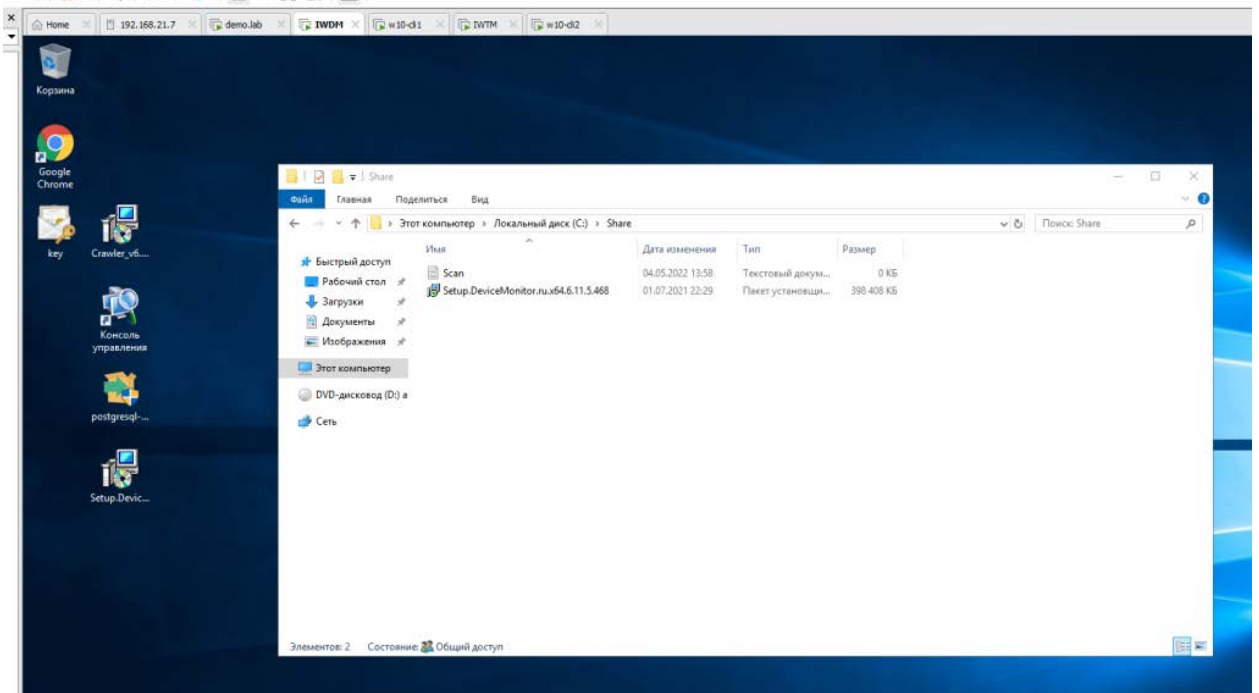 Home 192.168.21.7 demo.lab IWDM w10-cli1 IWTM w10-cli2
Корзина
Google
Chrome
key Crawler_v6....
Консоль
управления
postgresql-...
Setup.Devic...
Share
Файл Главная Поделиться Вид
Этот компьютер › Локальный диск (C:) › Share
Поиск: Share
Имя Дата изменения Тип Размер
Быстрый доступ
Рабочий стол
Загрузки
Документы
Изображения
Этот компьютер
DVD-дисковод (D:) a
Сеть
Scan 04.05.2022 13:58 Текстовый докум... 0 КБ
Setup.DeviceMonitor.ru.x64.6.11.5.468 01.07.2021 22:29 Пакет установщи... 398 408 КБ
Элементов: 2 Состояние: Общий доступ